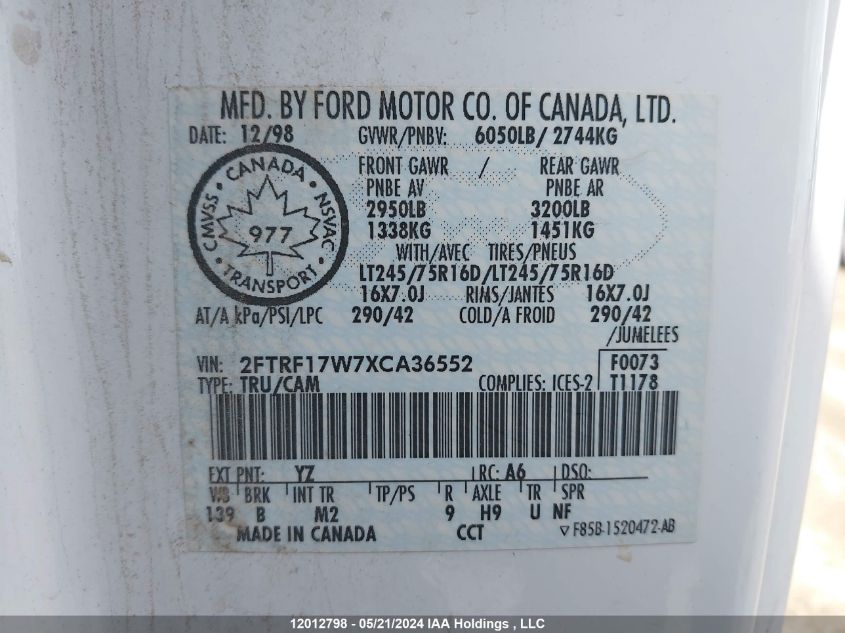 MFD. BY FORD MOTOR CO. OF CANADA, LTD.
DATE: 12/98 GVWR/PNBV: 6050LB/ 2744KG
CMVSS • CANADA • NSVAC • TRANSPORT •
977
FRONT GAWR / REAR GAWR
PNBE AV PNBE AR
2950LB 3200LB
1338KG 1451KG
WITH/AVEC TIRES/PNEUS
LT245/75R16D/LT245/75R16D
16X7.0J RIMS/JANTES 16X7.0J
AT/A kPa/PSI/LPC 290/42 COLD/A FROID 290/42
/JUMELEES
VIN: 2FTRF17W7XCA36552 F0073
TYPE: TRU/CAM COMPLIES: ICES-2 T1178
EXT PNT: YZ RC: A6 DSO:
WB BRK INT TR TP/PS R AXLE TR SPR
139 B M2 9 H9 U NF
MADE IN CANADA CCT ▽ F85B-1520472-AB
12012798 - 05/21/2024 IAA Holdings , LLC